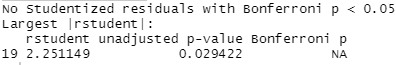 No Studentized residuals with Bonferroni p < 0.05
Largest |rstudent|:
   rstudent unadjusted p-value Bonferroni p
19 2.251149           0.029422           NA